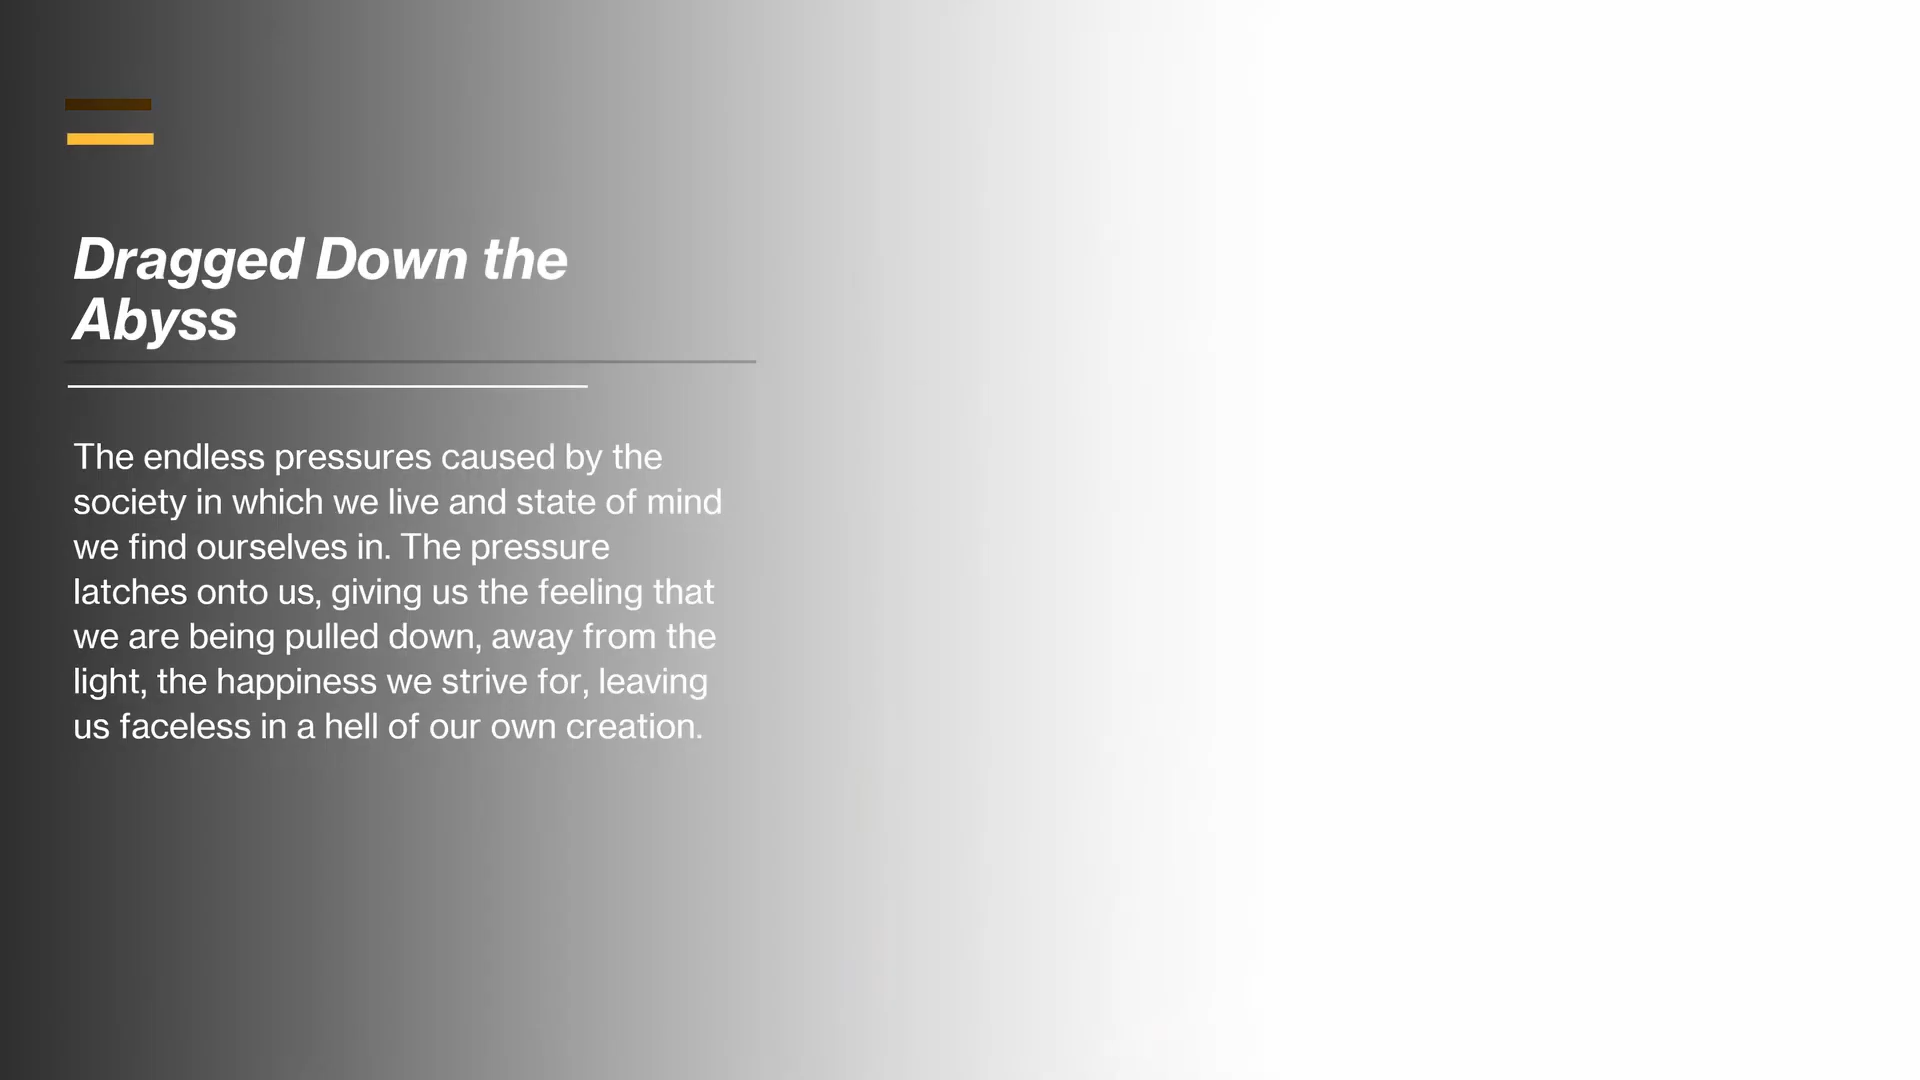 Dragged Down the
Abyss
The endless pressures caused by the
society in which we live and state of mind
we find ourselves in. The pressure
latches onto us, giving us the feeling that
we are being pulled down, away from the
light, the happiness we strive for, leaving
us faceless in a hell of our own creation.